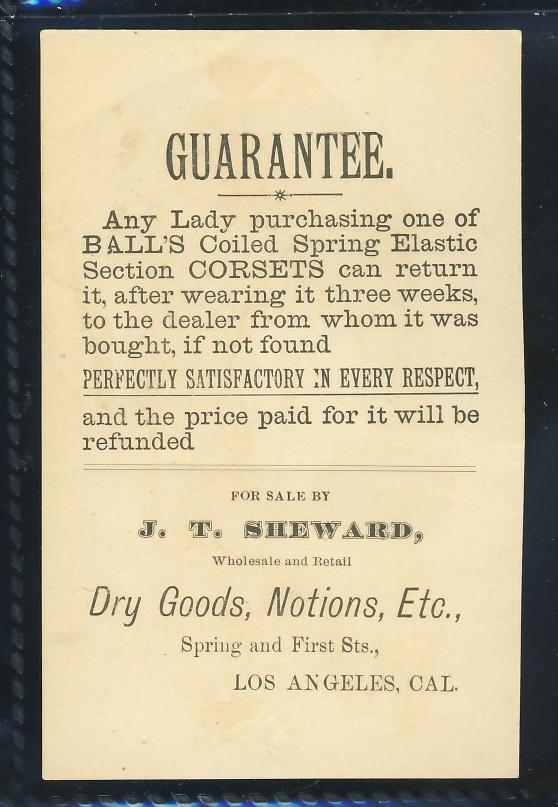 GUARANTEE.
Any Lady purchasing one of
BALL'S Coiled Spring Elastic
Section CORSETS can return
it, after wearing it three weeks,
to the dealer from whom it was
bought, if not found
PERFECTLY SATISFACTORY IN EVERY RESPECT,
and the price paid for it will be
refunded
FOR SALE BY
J. T. SHEWARD,
Wholesale and Retail
Dry Goods, Notions, Etc.,
Spring and First Sts.,
LOS ANGELES, CAL.